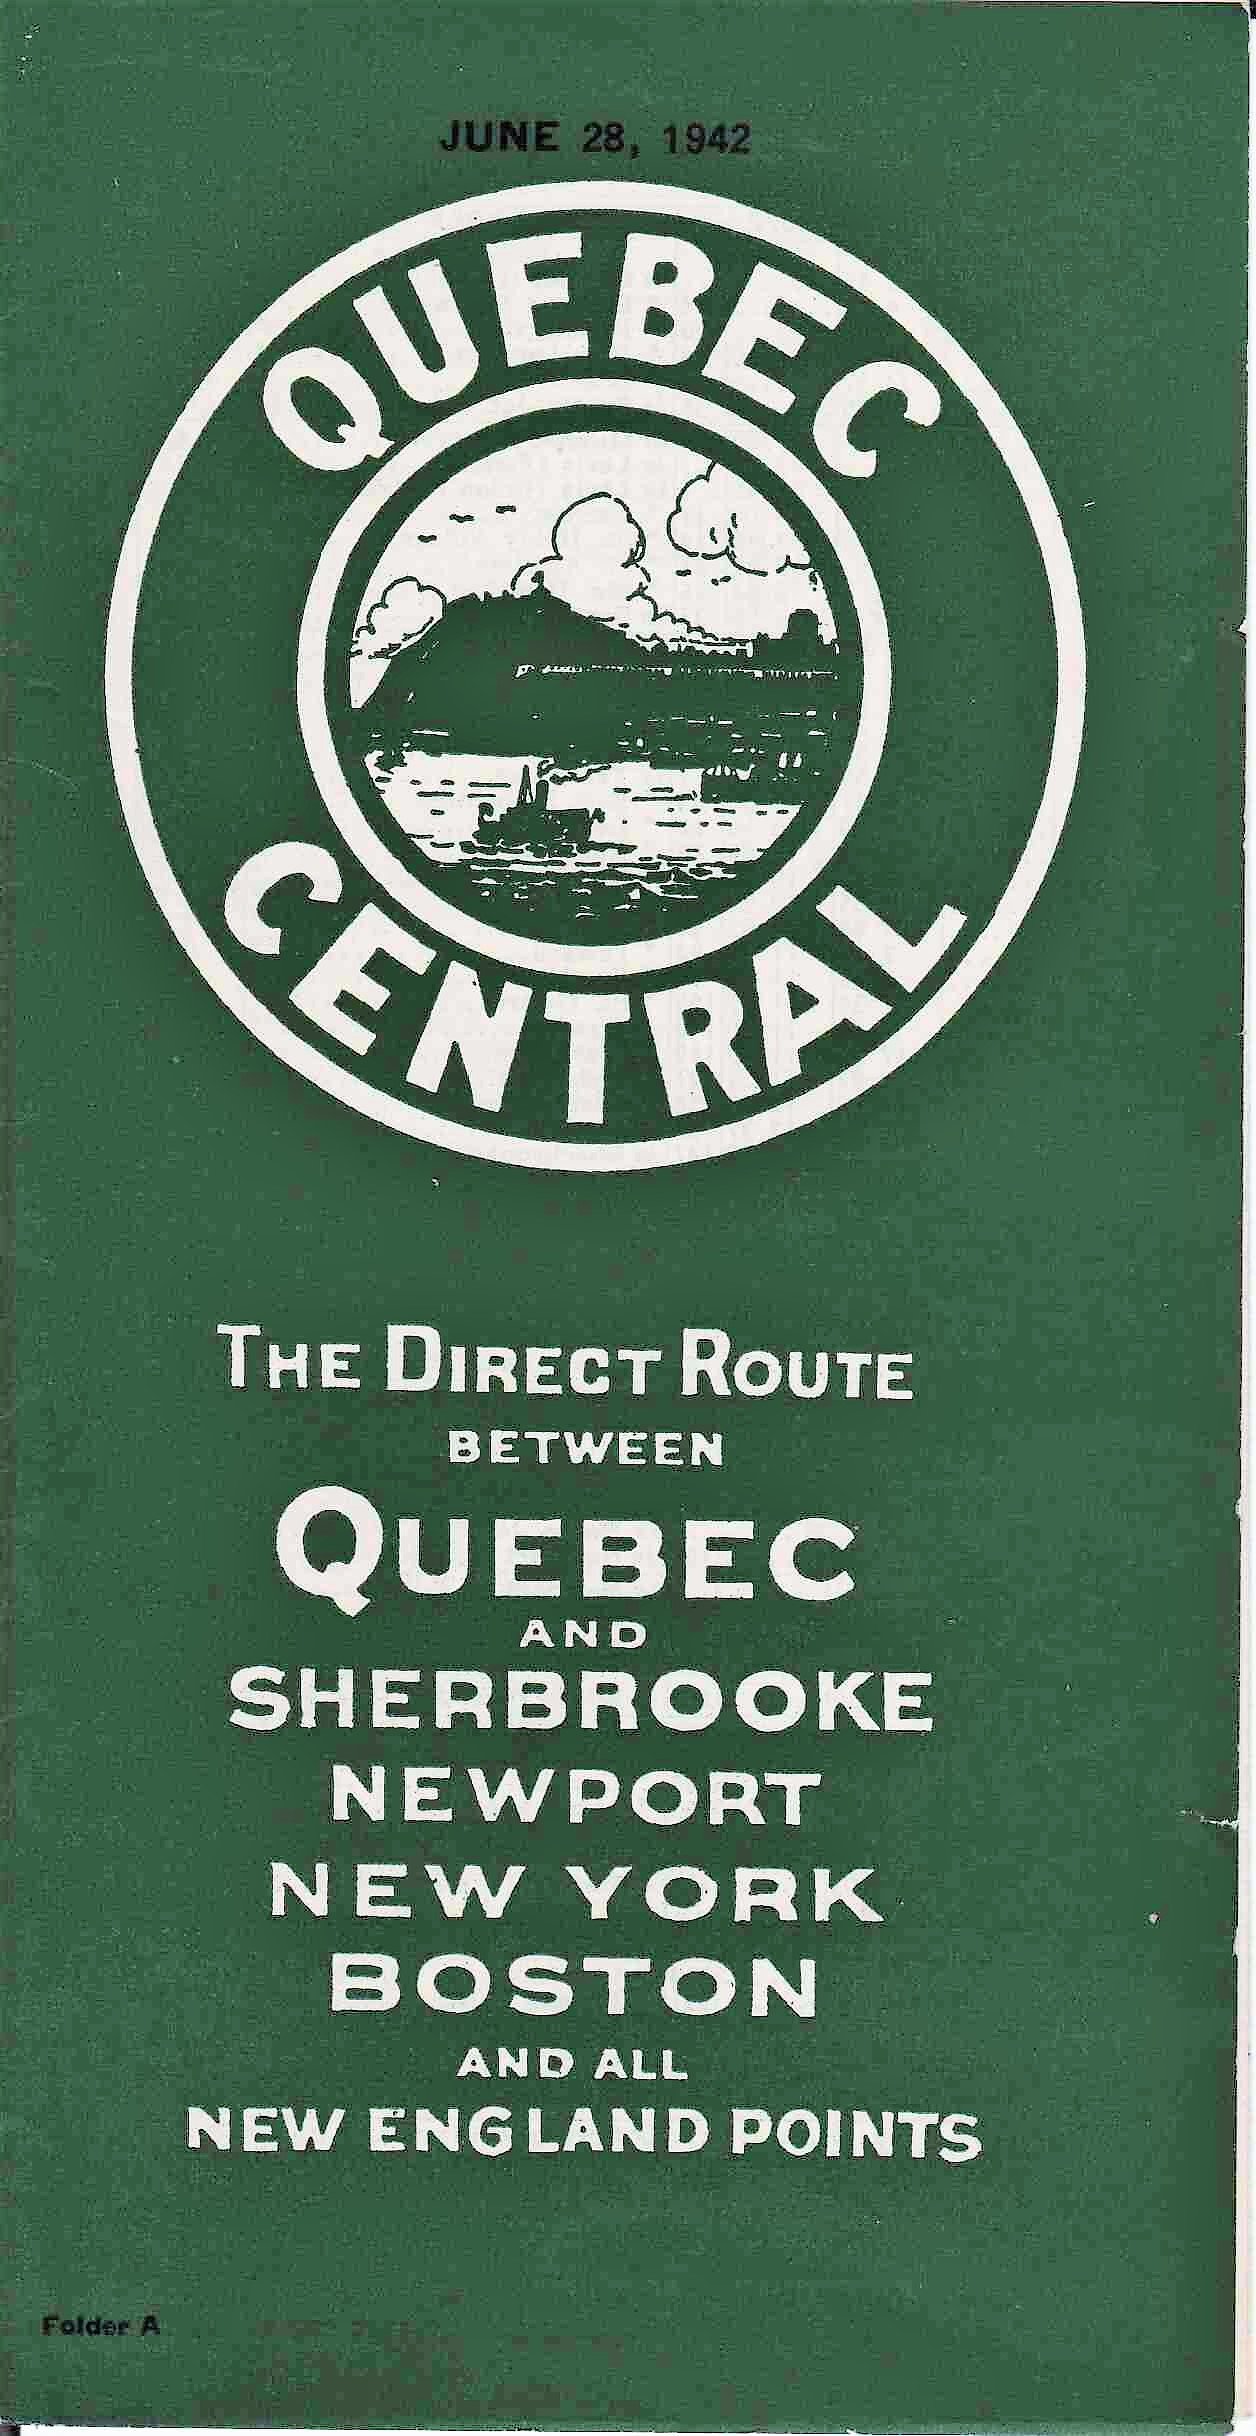 JUNE 28, 1942
QUEBEC
CENTRAL
THE DIRECT ROUTE
BETWEEN
QUEBEC
AND
SHERBROOKE
NEWPORT
NEW YORK
BOSTON
AND ALL
NEW ENGLAND POINTS
Folder A